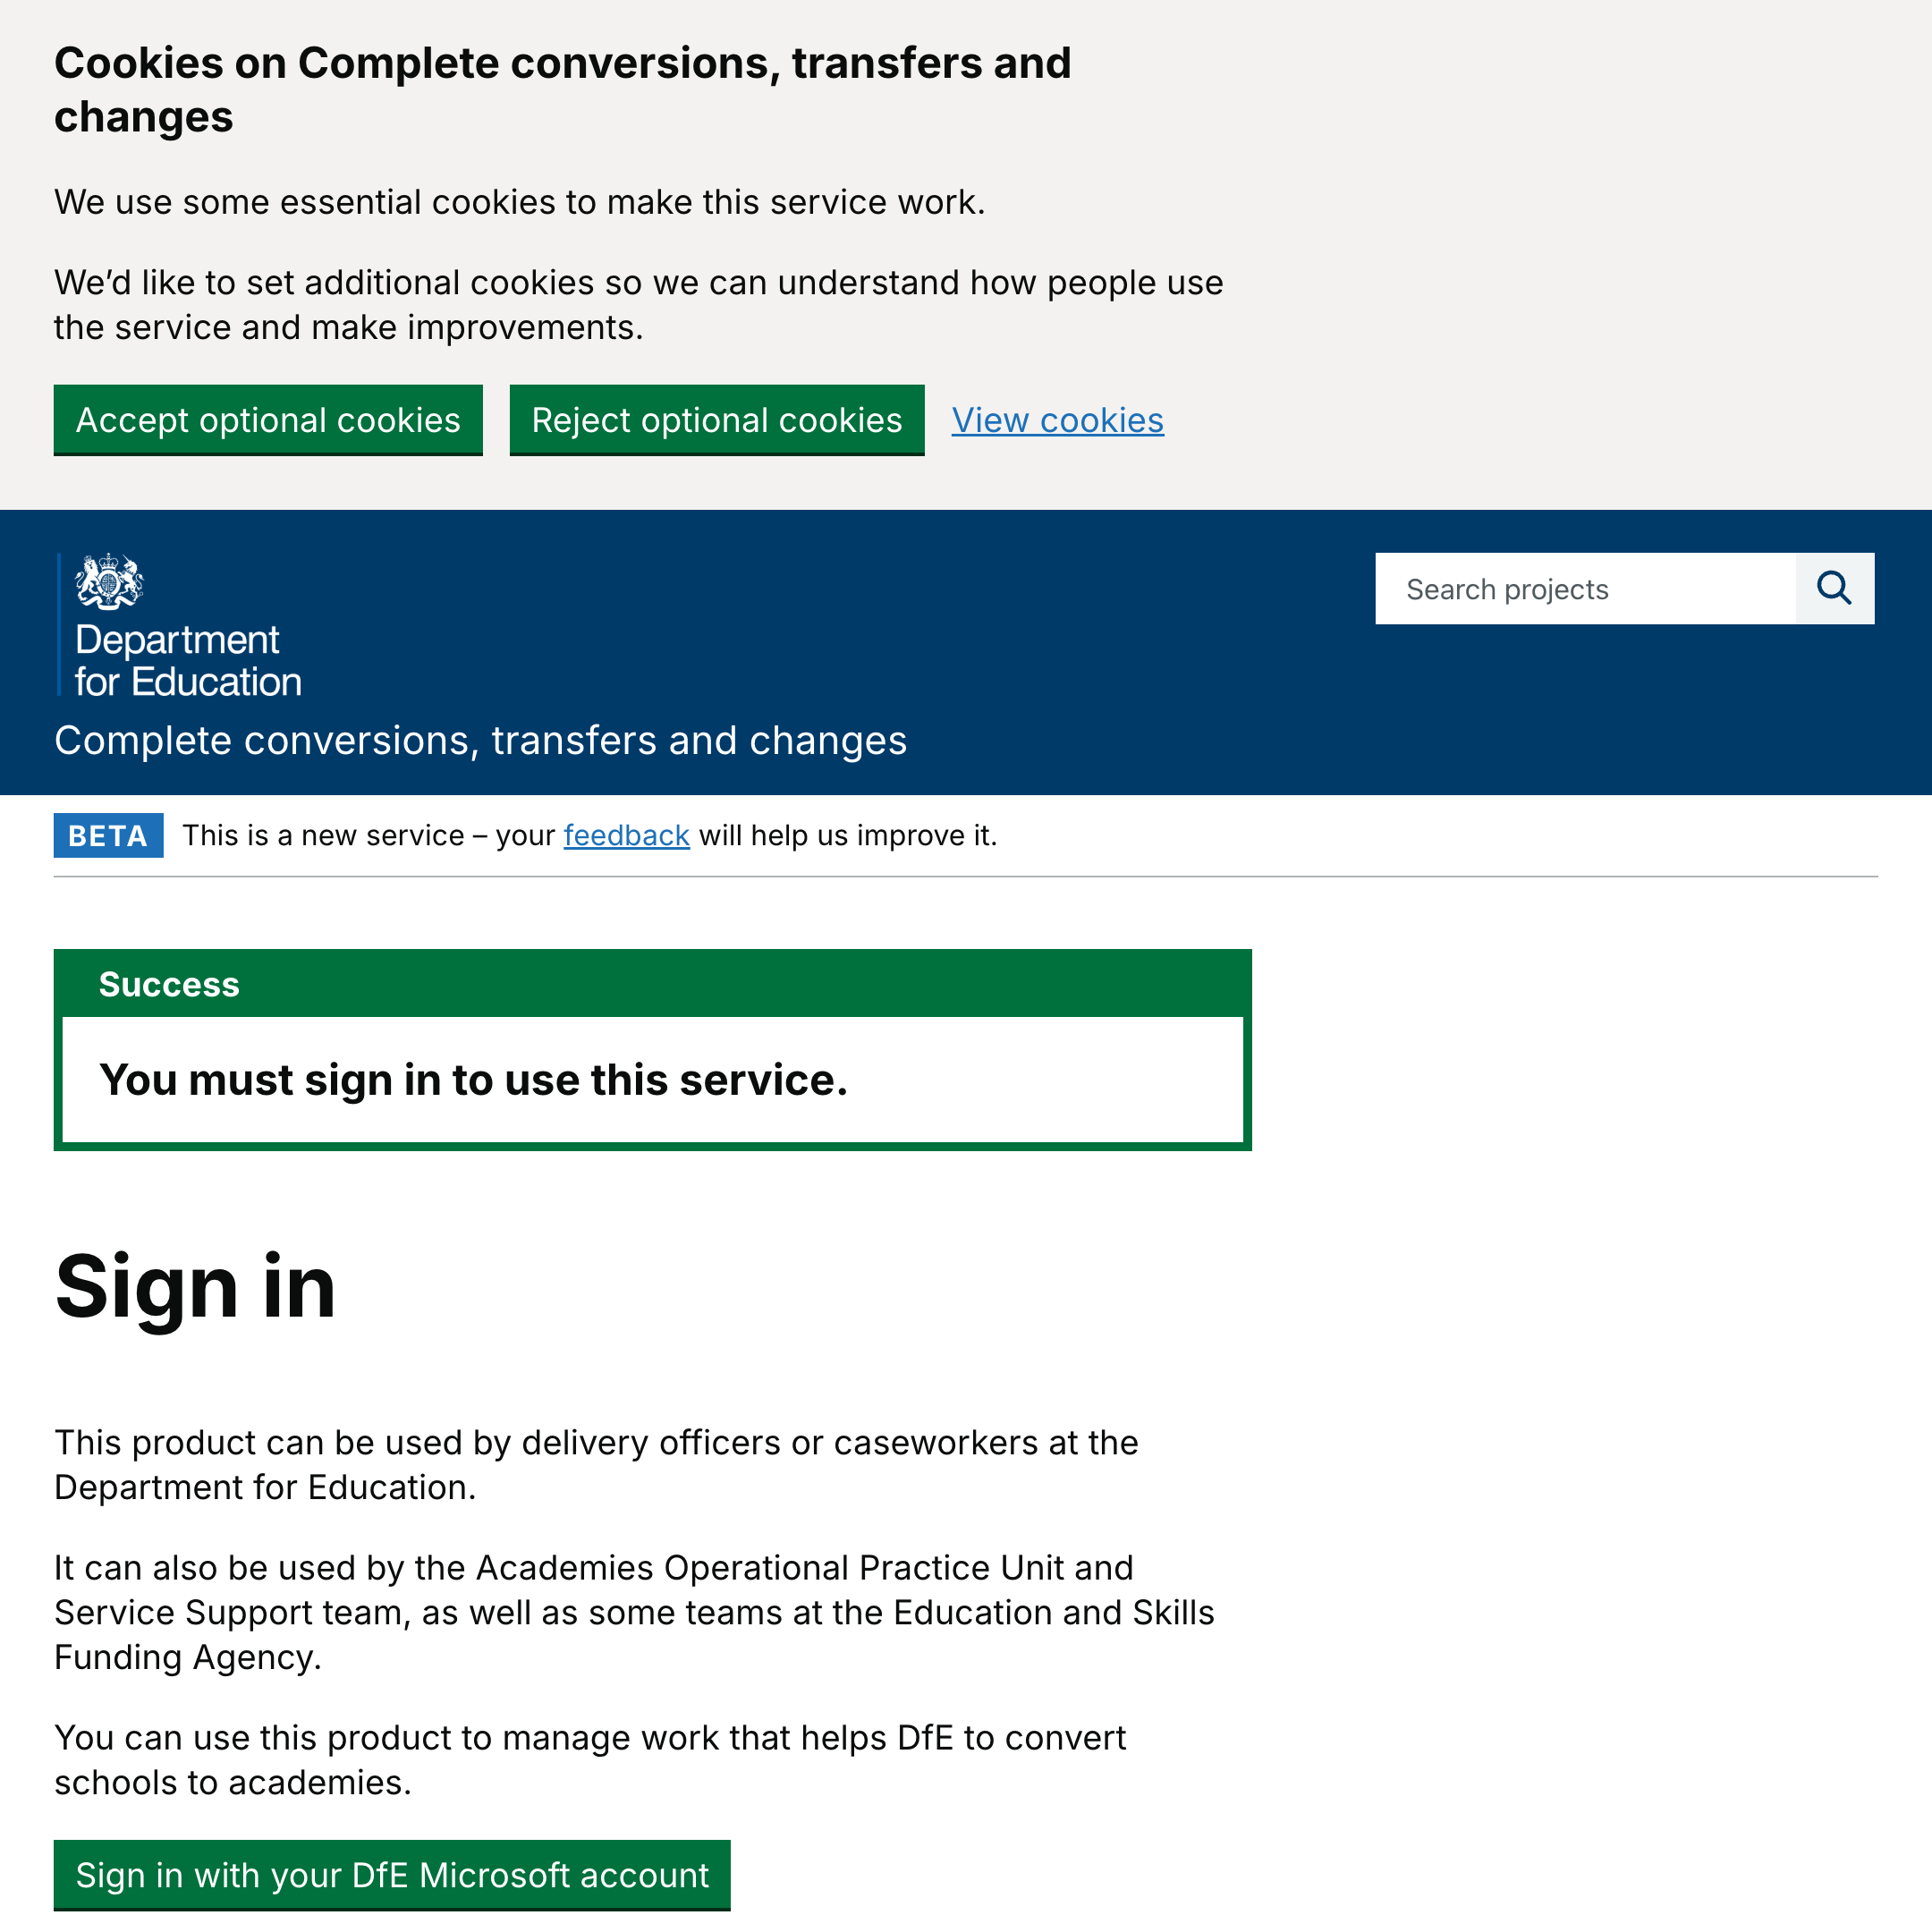 Cookies on Complete conversions, transfers and
changes
We use some essential cookies to make this service work.
We’d like to set additional cookies so we can understand how people use
the service and make improvements.
Accept optional cookies
Reject optional cookies
View cookies
Department
for Education
Search projects
Complete conversions, transfers and changes
BETA This is a new service – your feedback will help us improve it.
Success
You must sign in to use this service.
Sign in
This product can be used by delivery officers or caseworkers at the
Department for Education.
It can also be used by the Academies Operational Practice Unit and
Service Support team, as well as some teams at the Education and Skills
Funding Agency.
You can use this product to manage work that helps DfE to convert
schools to academies.
Sign in with your DfE Microsoft account